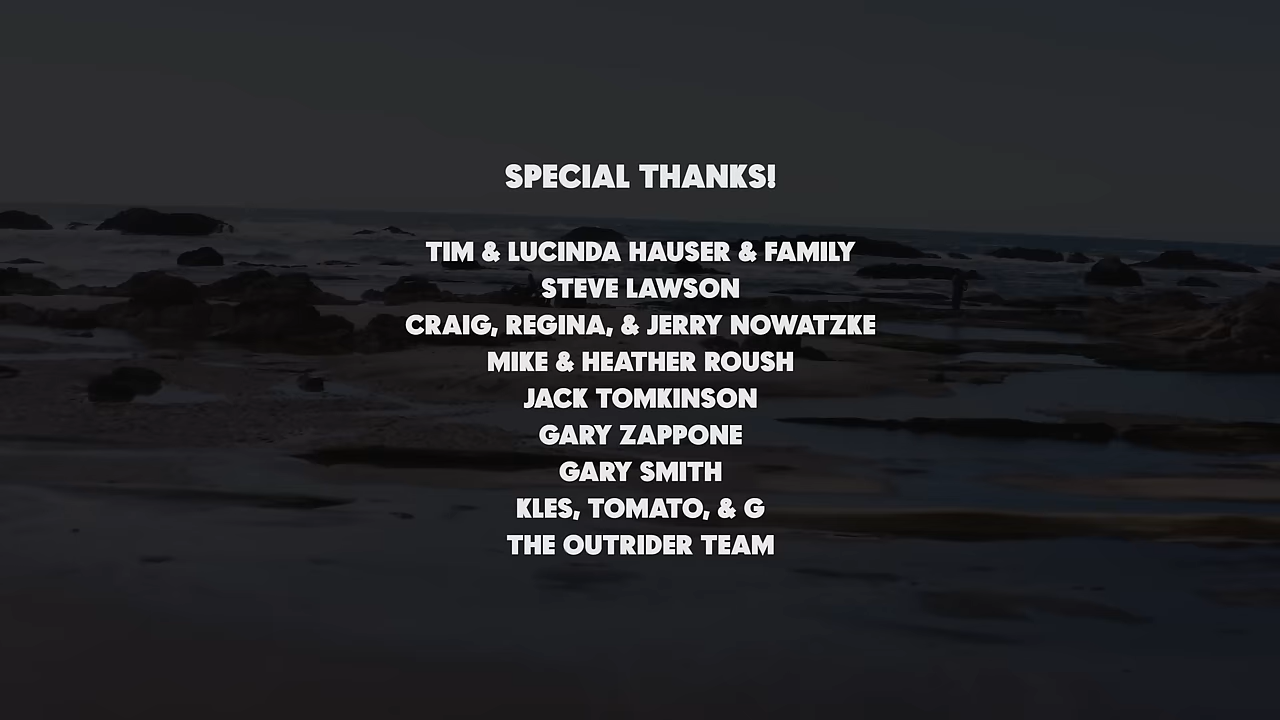 SPECIAL THANKS!
TIM & LUCINDA HAUSER & FAMILY
STEVE LAWSON
CRAIG, REGINA, & JERRY NOWATZKE
MIKE & HEATHER ROUSH
JACK TOMKINSON
GARY ZAPPONE
GARY SMITH
KLES, TOMATO, & G
THE OUTRIDER TEAM